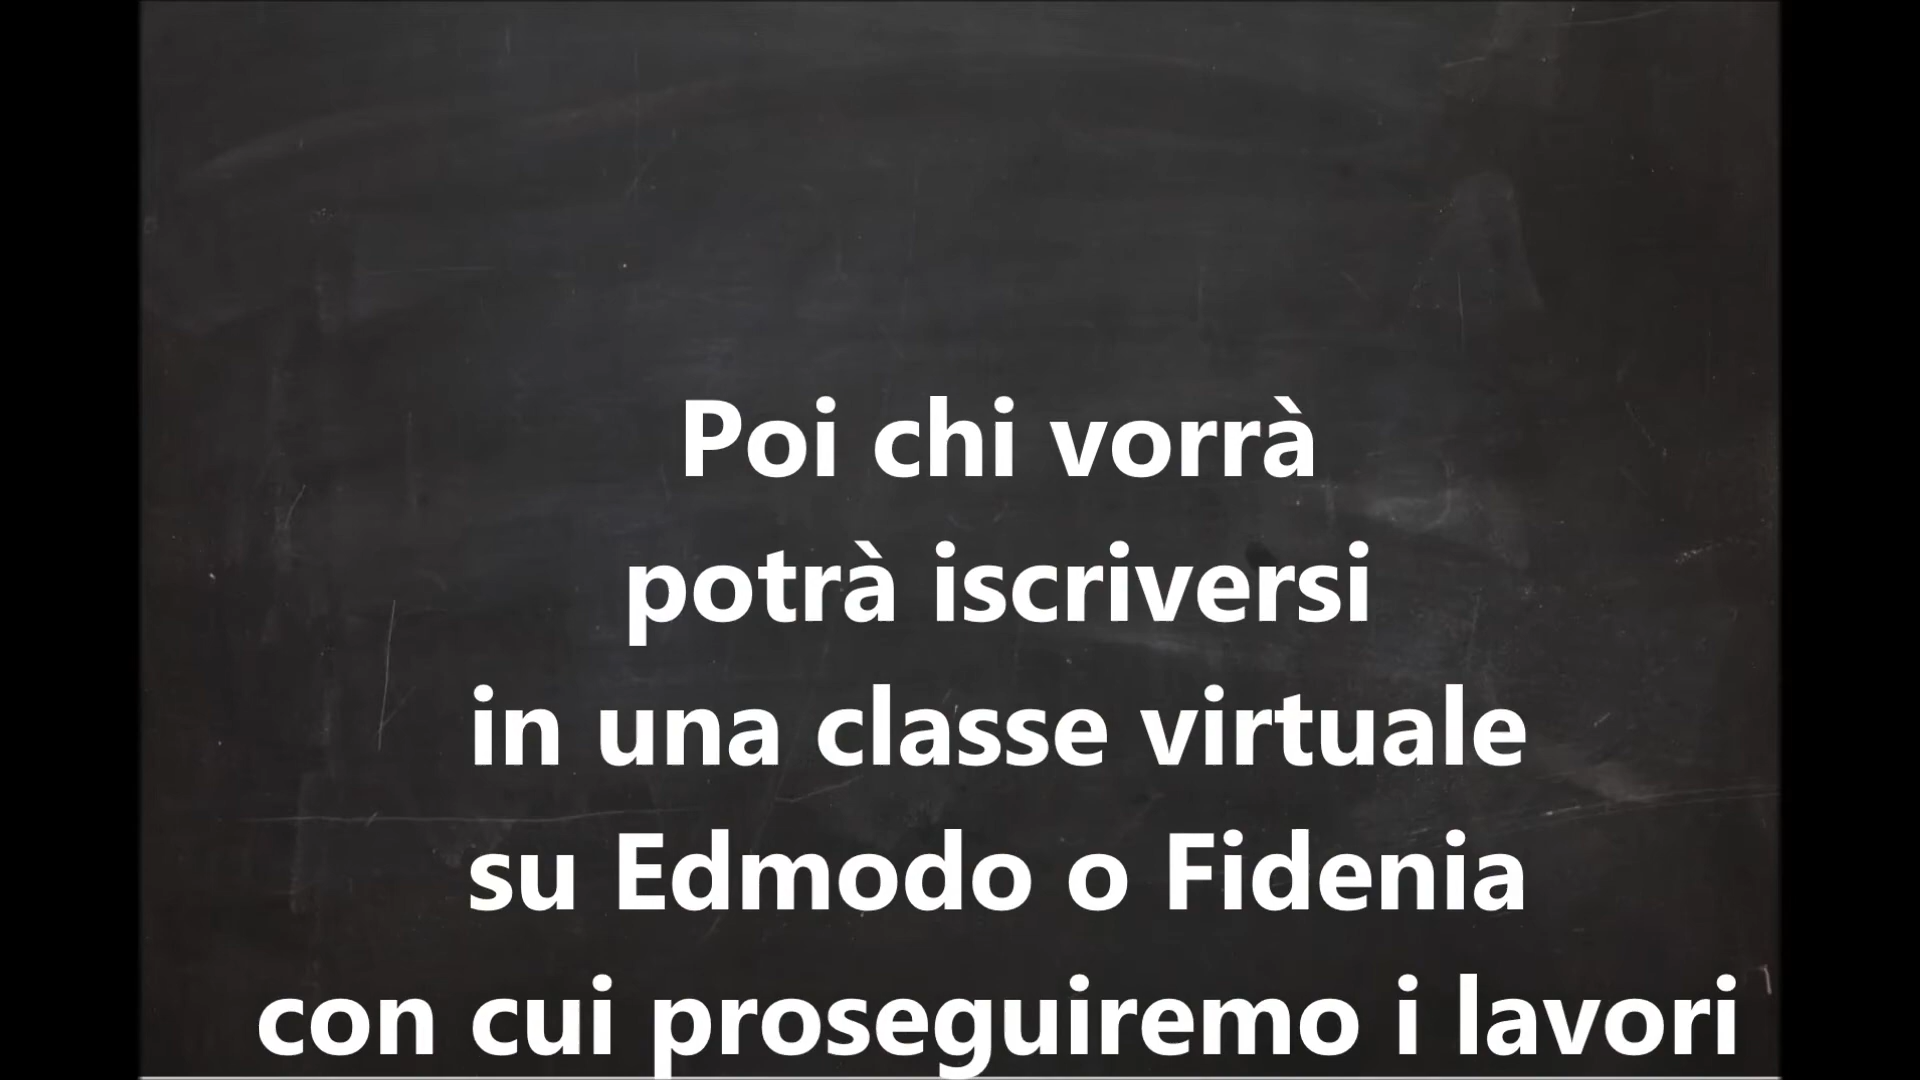 Poi chi vorrà
potrà iscriversi
in una classe virtuale
su Edmodo o Fidenia
con cui proseguiremo i lavori